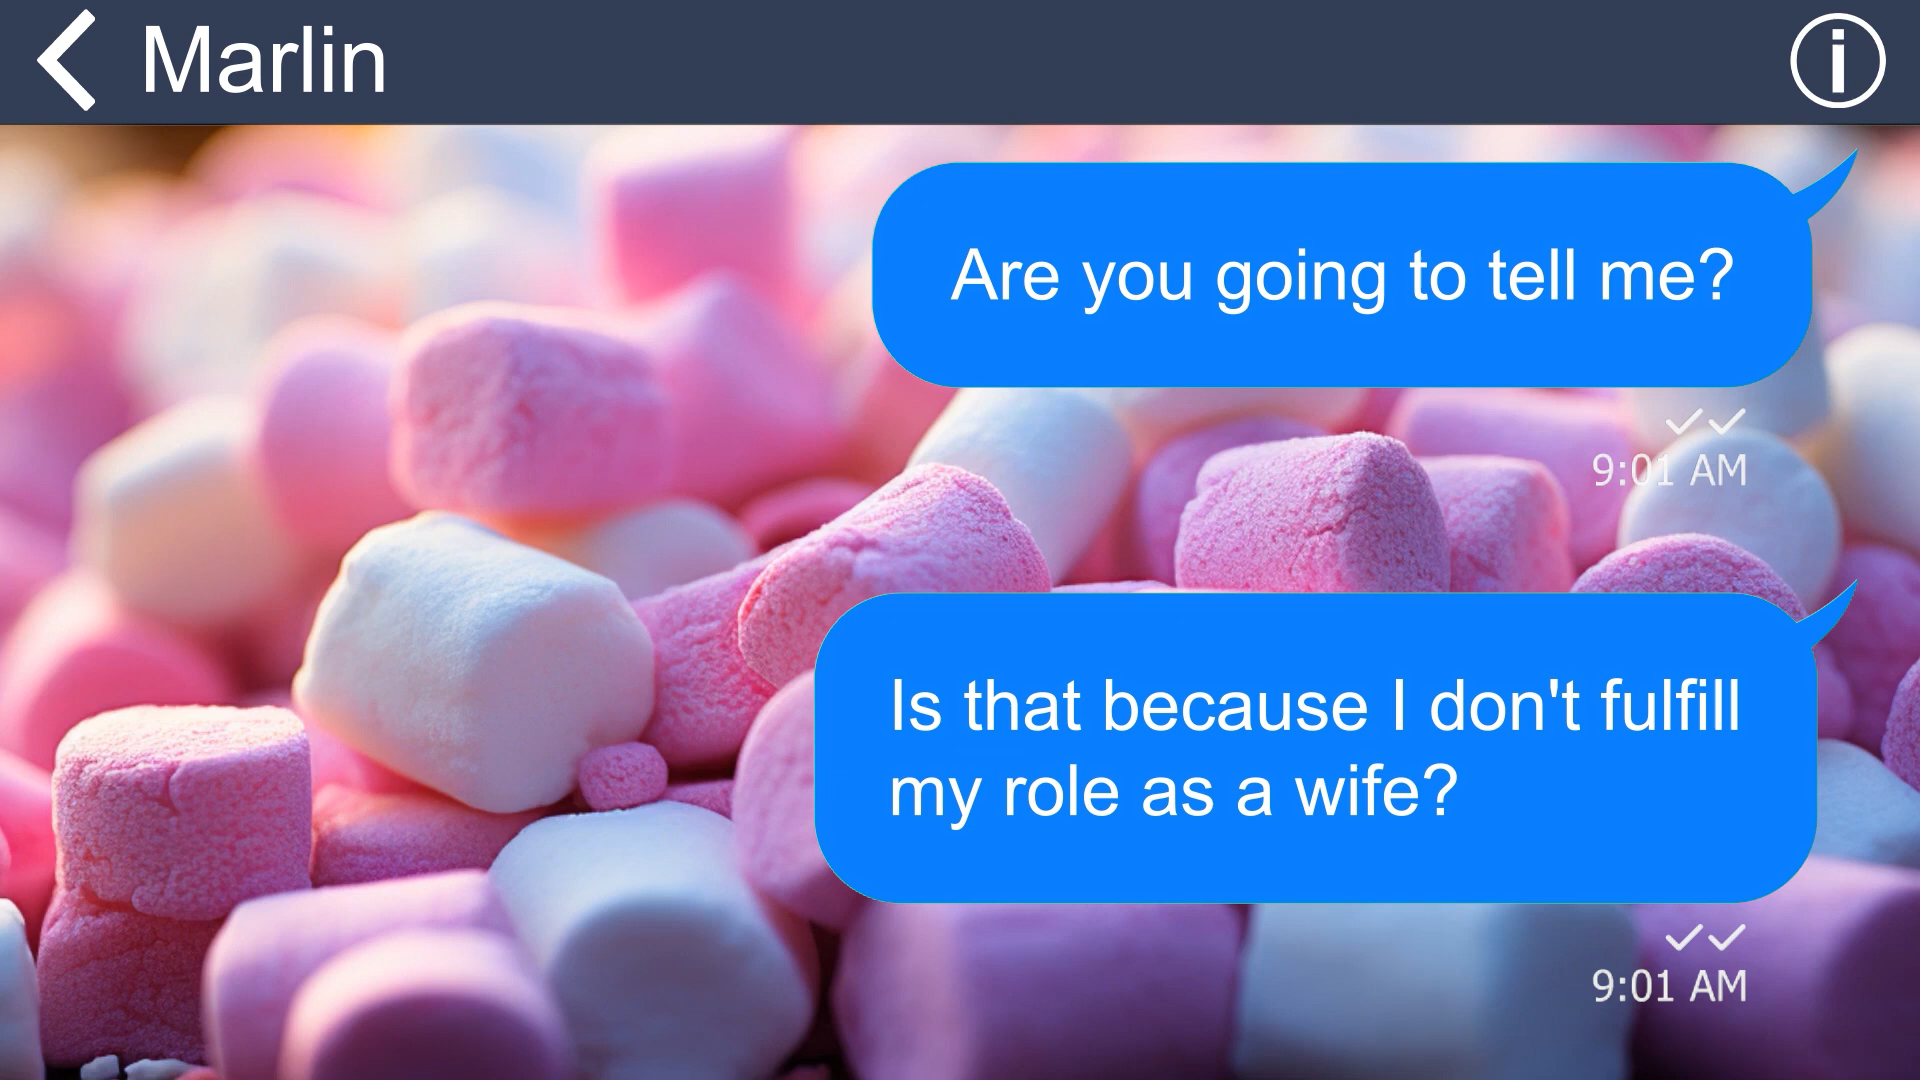 Marlin
Are you going to tell me?
9:01 AM
Is that because I don't fulfill
my role as a wife?
9:01 AM